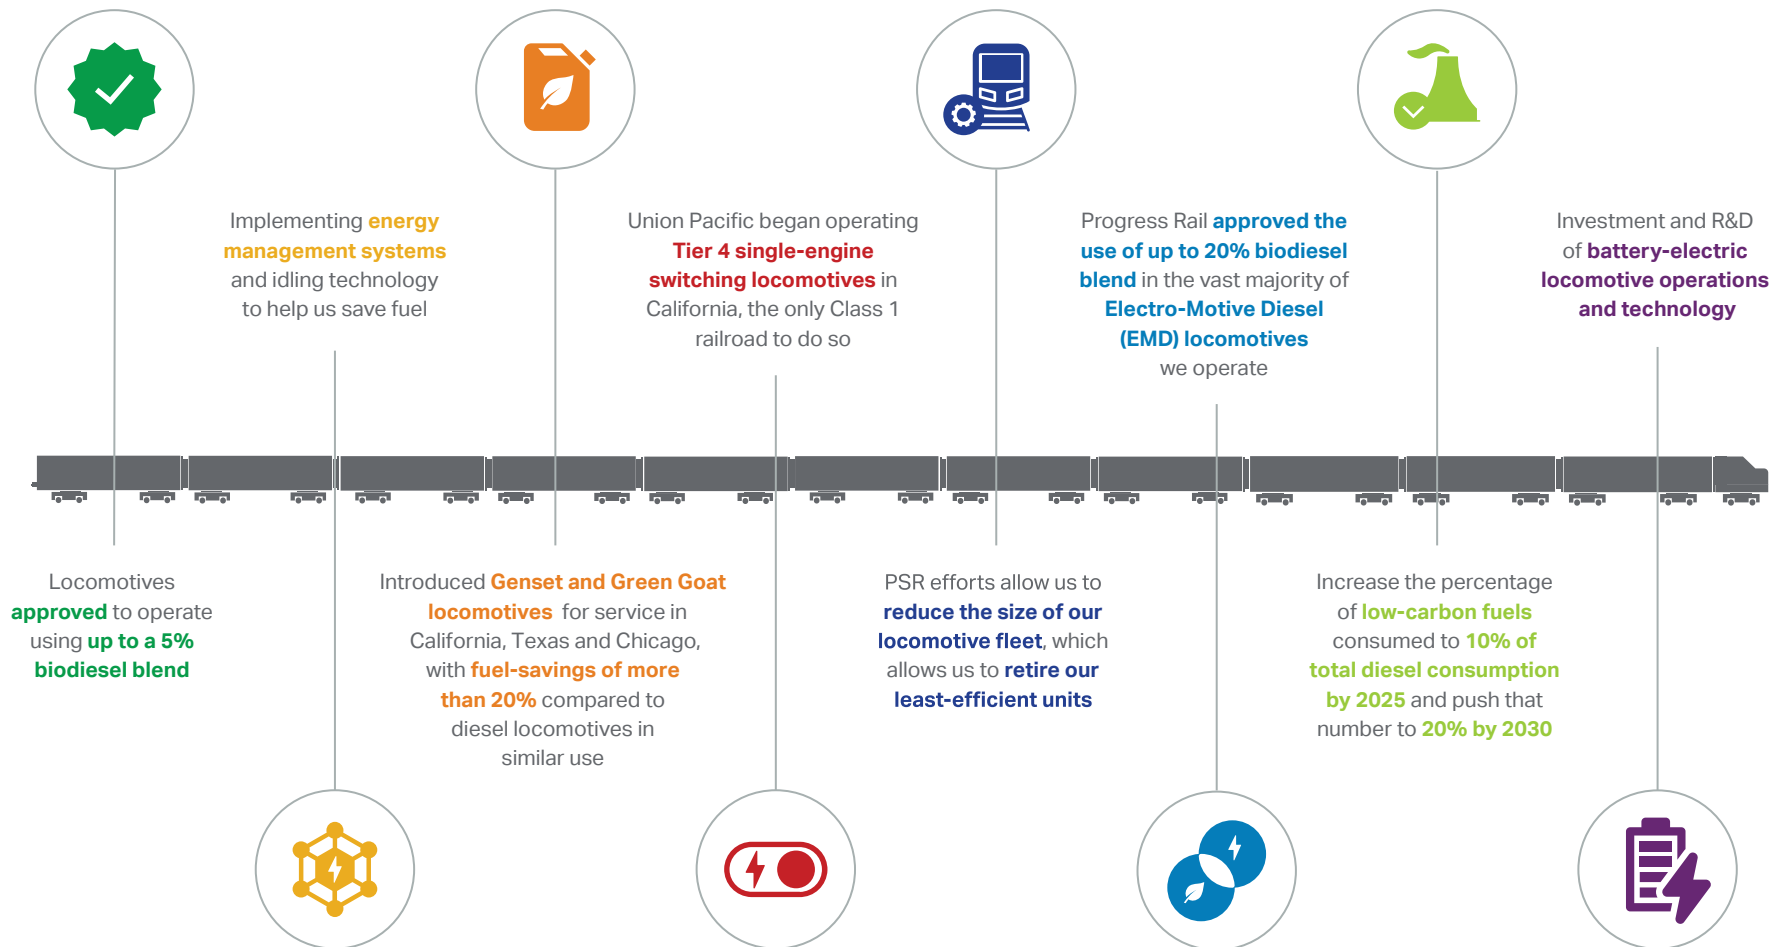 Implementing energy
management systems
and idling technology
to help us save fuel
Union Pacific began operating
Tier 4 single-engine
switching locomotives in
California, the only Class 1
railroad to do so
Progress Rail approved the
use of up to 20% biodiesel
blend in the vast majority of
Electro-Motive Diesel
(EMD) locomotives
we operate
Investment and R&D
of battery-electric
locomotive operations
and technology
Locomotives
approved to operate
using up to a 5%
biodiesel blend
Introduced Genset and Green Goat
locomotives for service in
California, Texas and Chicago,
with fuel-savings of more
than 20% compared to
diesel locomotives in
similar use
PSR efforts allow us to
reduce the size of our
locomotive fleet, which
allows us to retire our
least-efficient units
Increase the percentage
of low-carbon fuels
consumed to 10% of
total diesel consumption
by 2025 and push that
number to 20% by 2030